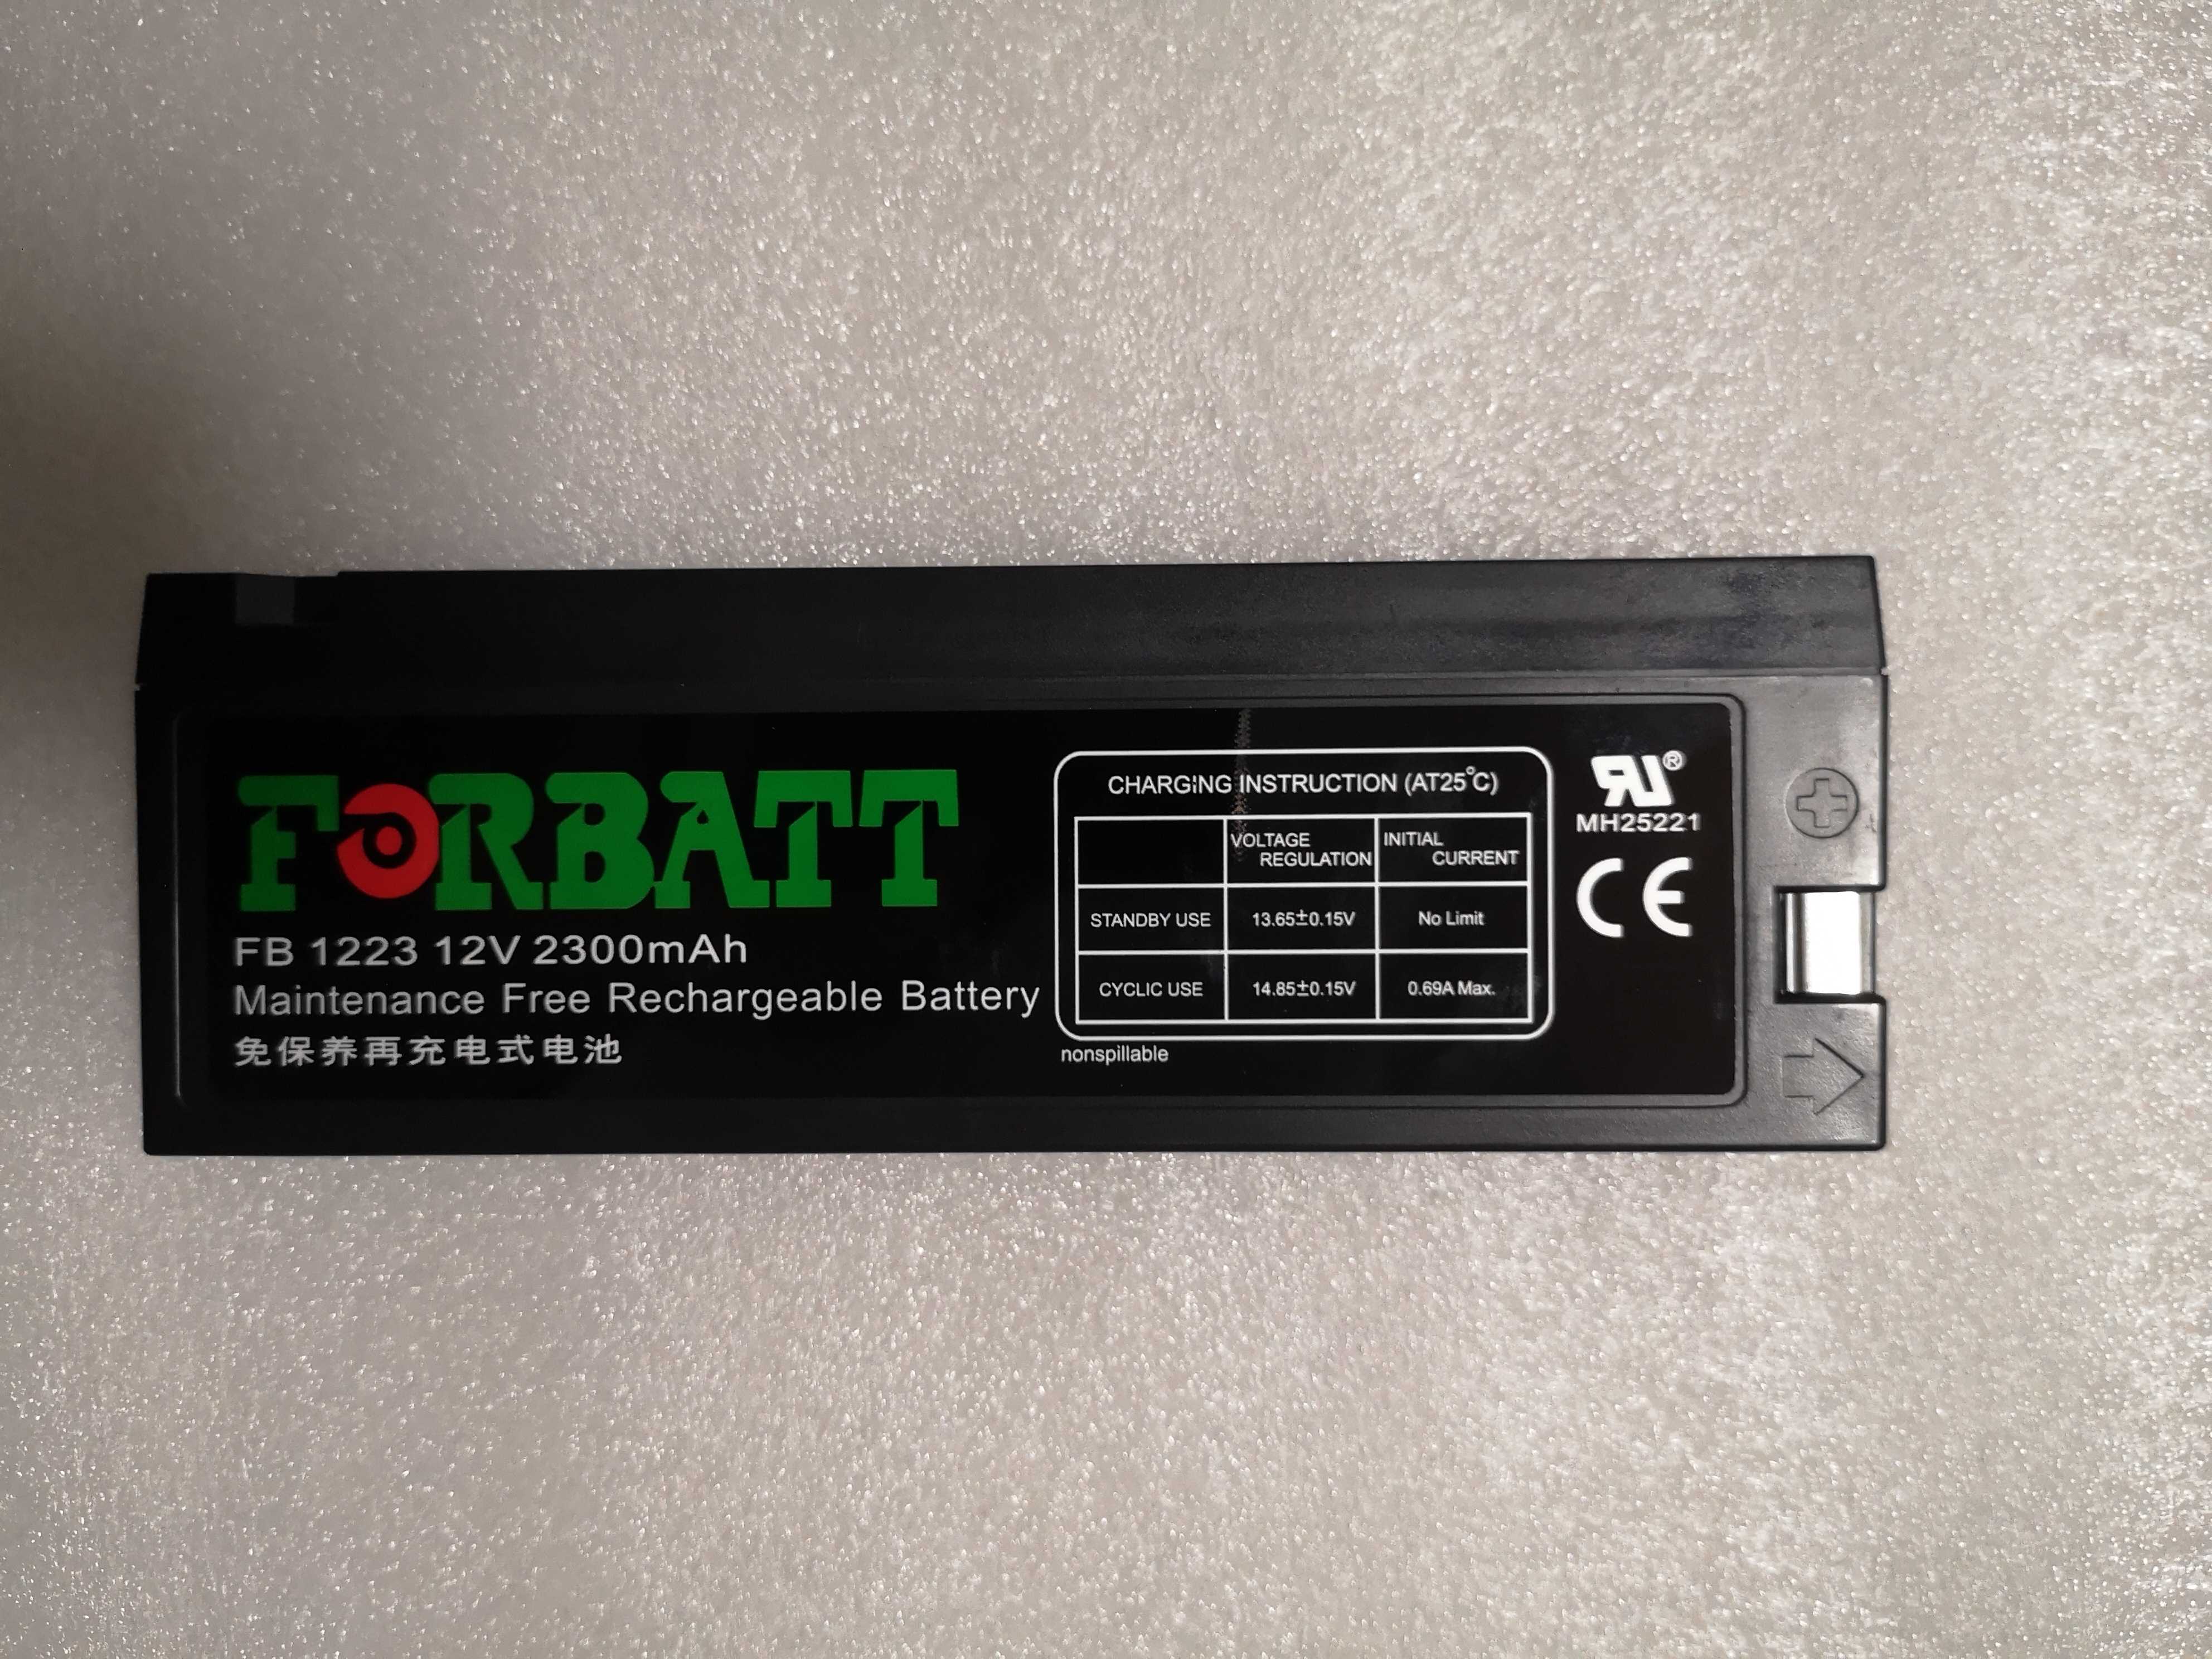 FORBATT
FB 1223 12V 2300mAh
Maintenance Free Rechargeable Battery
免保养再充电式电池
CHARGING INSTRUCTION (AT25°C)
VOLTAGE REGULATION INITIAL CURRENT
STANDBY USE 13.65±0.15V No Limit
CYCLIC USE 14.85±0.15V 0.69A Max.
nonspillable
RU®
MH25221
CE